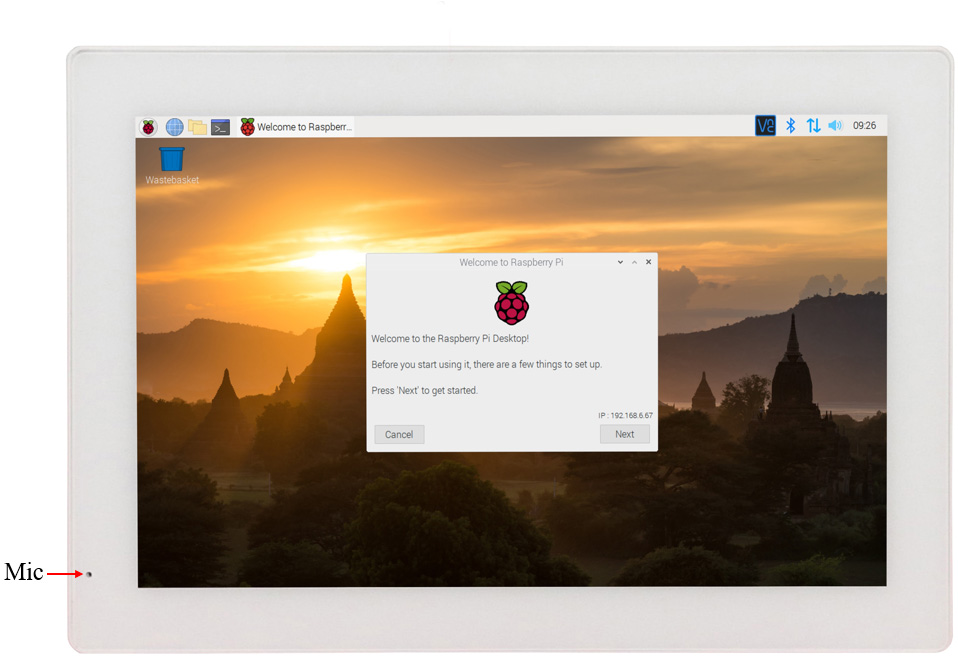 Welcome to Raspberr...
V2
09:26
Wastebasket
Welcome to Raspberry Pi
Welcome to the Raspberry Pi Desktop!
Before you start using it, there are a few things to set up.
Press 'Next' to get started.
IP : 192.168.6.67
Cancel
Next
Mic